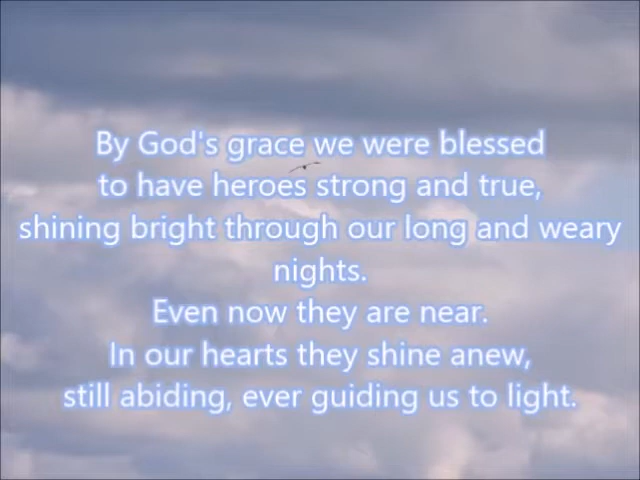 By God's grace we were blessed
to have heroes strong and true,
shining bright through our long and weary
nights.
Even now they are near.
In our hearts they shine anew,
still abiding, ever guiding us to light.